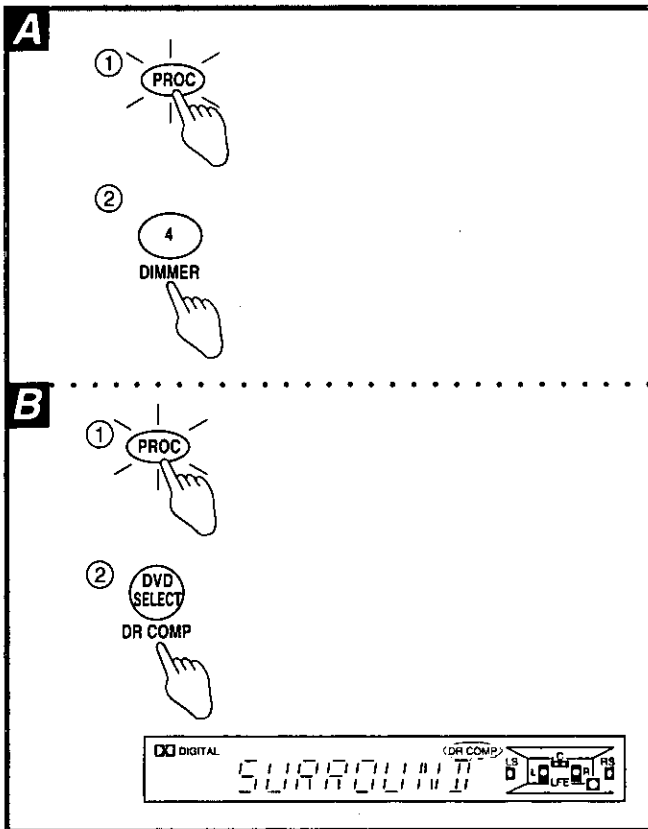 A
①
PROC
②
4
DIMMER
B
①
PROC
②
DVD
SELECT
DR COMP
DIGITAL DR COMP
SURROUND
LS L C R RS
LFE